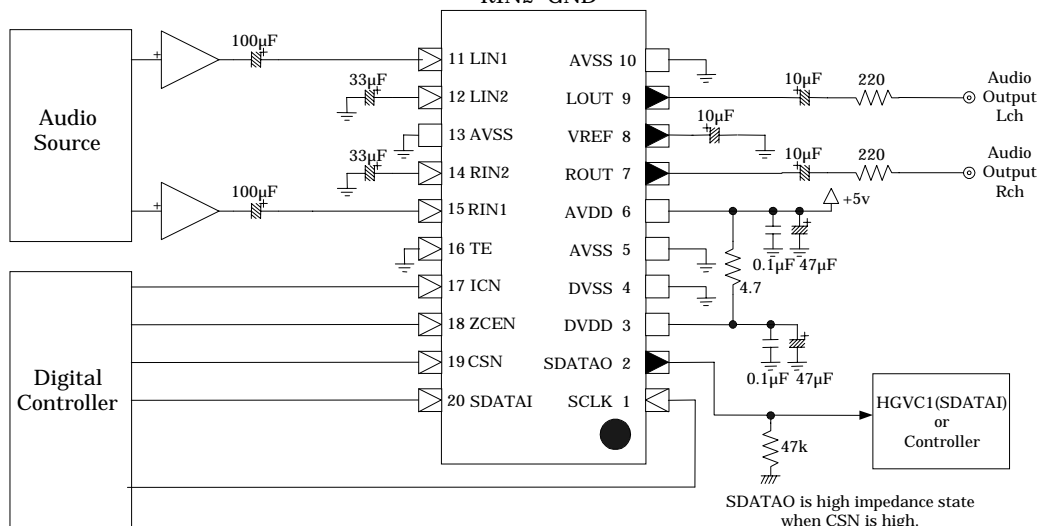 RIN2 GND
Audio
Source
100µF
+
+
33µF
+
33µF
+
100µF
+
+
11 LIN1
12 LIN2
13 AVSS
14 RIN2
15 RIN1
16 TE
17 ICN
18 ZCEN
19 CSN
20 SDATAI
AVSS 10
LOUT 9
VREF 8
ROUT 7
AVDD 6
AVSS 5
DVSS 4
DVDD 3
SDATAO 2
SCLK 1
10µF
+
220
Audio
Output
Lch
10µF
+
10µF
+
220
Audio
Output
Rch
+5v
+
0.1µF 47µF
4.7
+
0.1µF 47µF
Digital
Controller
HGVC1(SDATAI)
or
Controller
47k
SDATAO is high impedance state
when CSN is high.